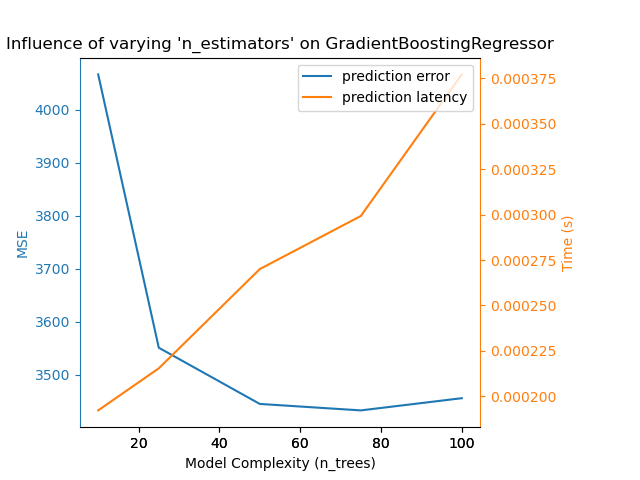 Influence of varying 'n_estimators' on GradientBoostingRegressor
prediction error
prediction latency
MSE
4000
3900
3800
3700
3600
3500
0.000375
0.000350
0.000325
0.000300
0.000275
0.000250
0.000225
0.000200
Time (s)
20 40 60 80 100
Model Complexity (n_trees)